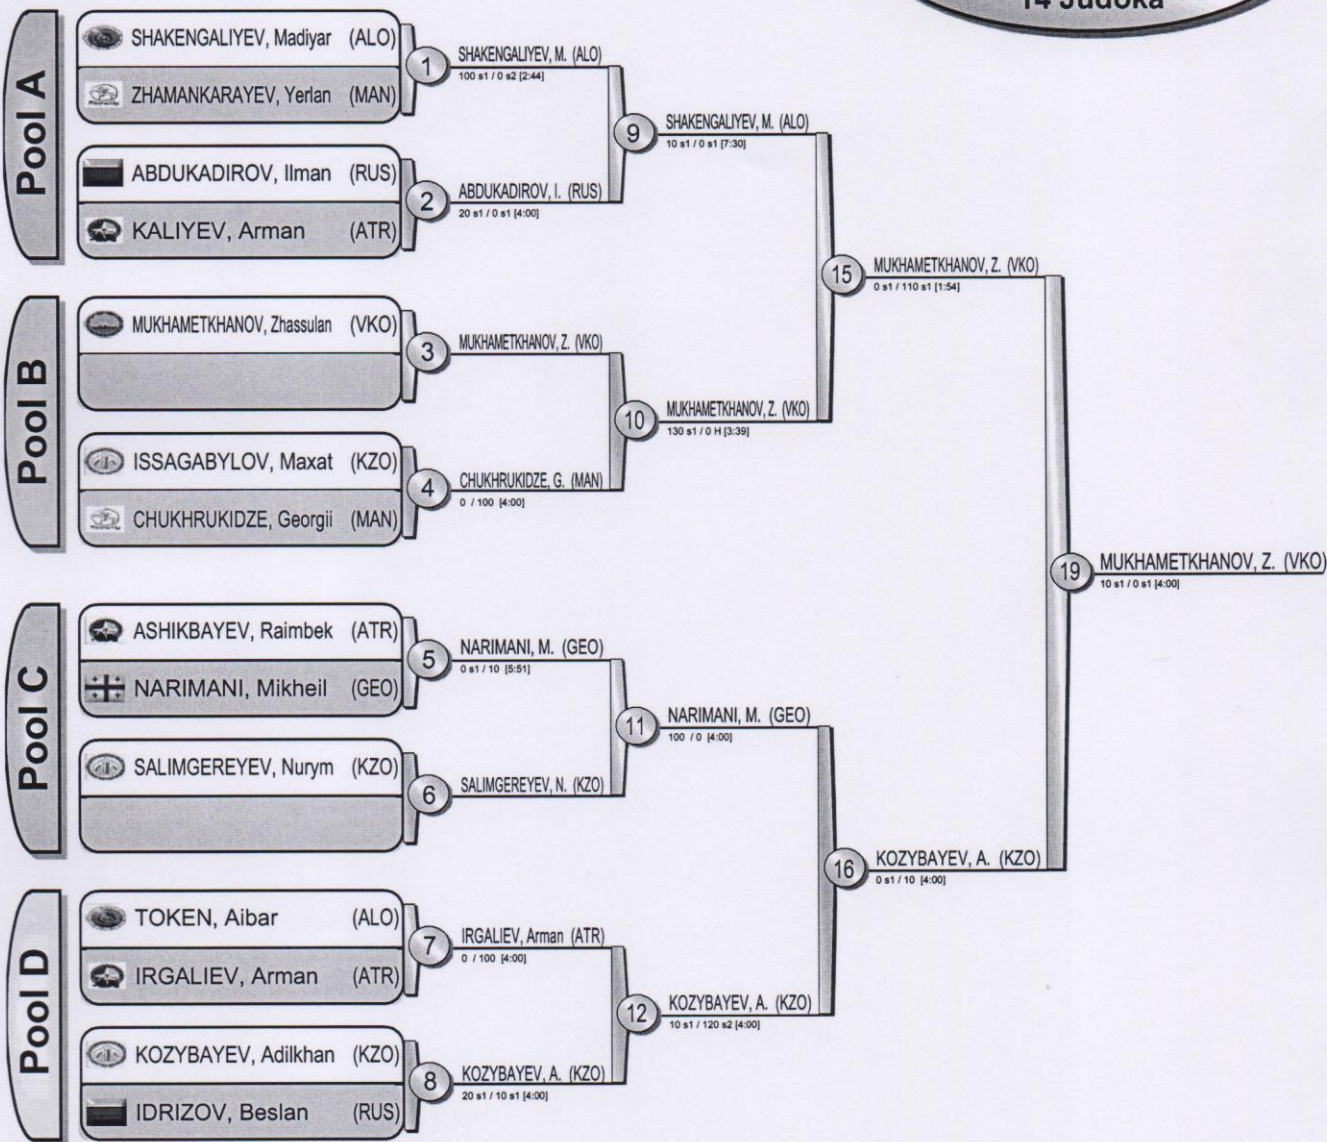 14 Judoka
Pool A
SHAKENGALIYEV, Madiyar (ALO)
ZHAMANKARAYEV, Yerlan (MAN)
1
SHAKENGALIYEV, M. (ALO)
100 s1 / 0 s2 [2:44]
ABDUKADIROV, Ilman (RUS)
KALIYEV, Arman (ATR)
2
ABDUKADIROV, I. (RUS)
20 s1 / 0 s1 [4:00]
9
SHAKENGALIYEV, M. (ALO)
10 s1 / 0 s1 [7:30]
Pool B
MUKHAMETKHANOV, Zhassulan (VKO)
3
MUKHAMETKHANOV, Z. (VKO)
ISSAGABYLOV, Maxat (KZO)
CHUKHRUKIDZE, Georgii (MAN)
4
CHUKHRUKIDZE, G. (MAN)
0 / 100 [4:00]
10
MUKHAMETKHANOV, Z. (VKO)
130 s1 / 0 H [3:39]
15
MUKHAMETKHANOV, Z. (VKO)
0 s1 / 110 s1 [1:54]
Pool C
ASHIKBAYEV, Raimbek (ATR)
NARIMANI, Mikheil (GEO)
5
NARIMANI, M. (GEO)
0 s1 / 10 [5:51]
SALIMGEREYEV, Nurym (KZO)
6
SALIMGEREYEV, N. (KZO)
11
NARIMANI, M. (GEO)
100 / 0 [4:00]
Pool D
TOKEN, Aibar (ALO)
IRGALIEV, Arman (ATR)
7
IRGALIEV, Arman (ATR)
0 / 100 [4:00]
KOZYBAYEV, Adilkhan (KZO)
IDRIZOV, Beslan (RUS)
8
KOZYBAYEV, A. (KZO)
20 s1 / 10 s1 [4:00]
12
KOZYBAYEV, A. (KZO)
10 s1 / 120 s2 [4:00]
16
KOZYBAYEV, A. (KZO)
0 s1 / 10 [4:00]
19
MUKHAMETKHANOV, Z. (VKO)
10 s1 / 0 s1 [4:00]